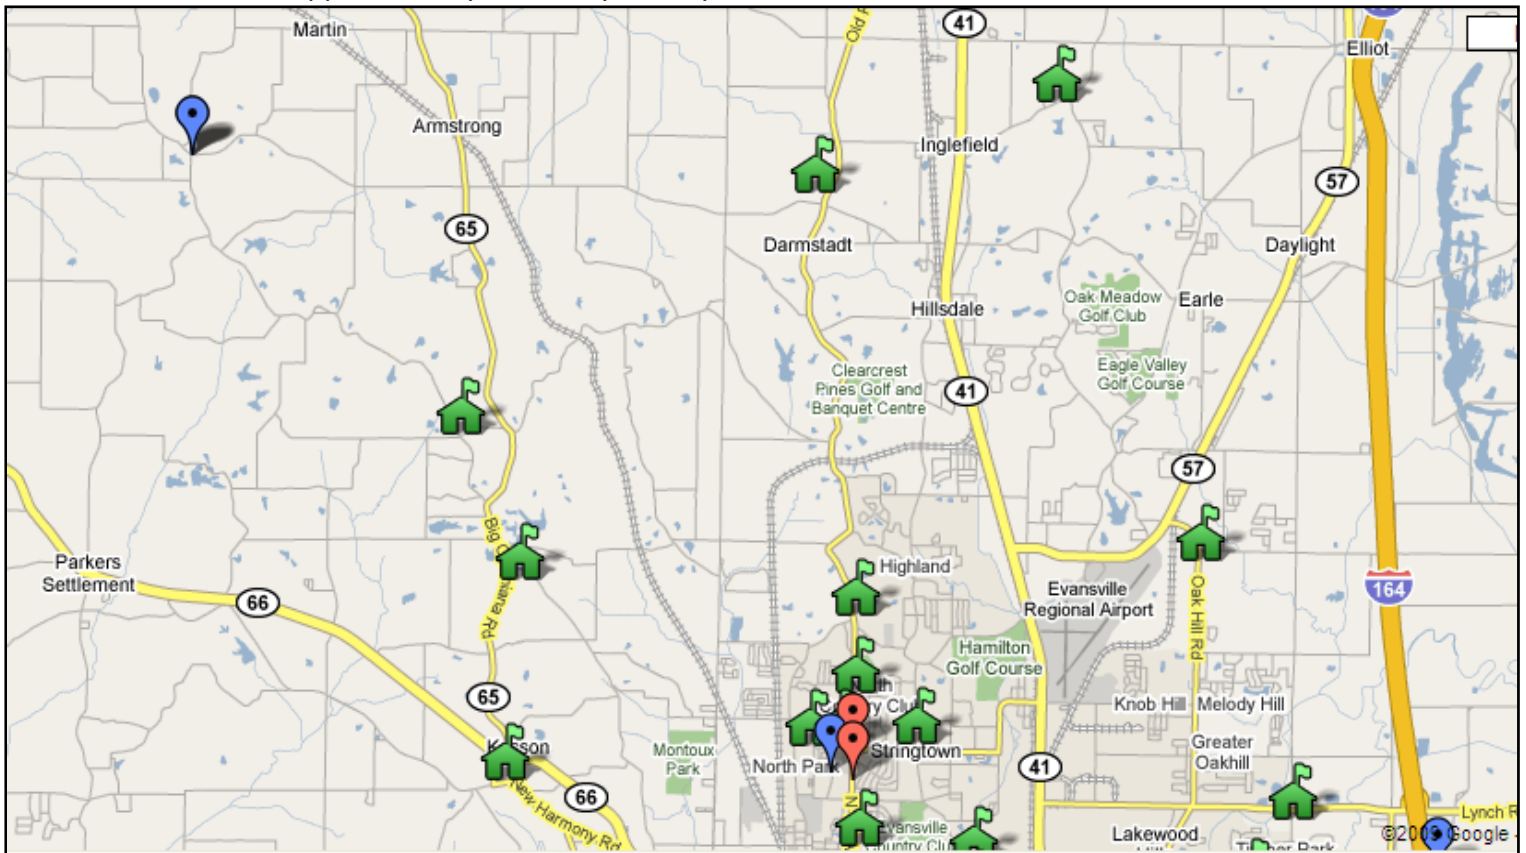 Martin
41
Elliot
Armstrong
Inglefield
57
65
Darmstadt
Daylight
Hillsdale
Oak Meadow
Golf Club
Earle
Clearcrest
Pines Golf and
Banquet Centre
41
Eagle Valley
Golf Course
57
Parkers
Settlement
66
Highland
Evansville
Regional Airport
Oak Hill Rd
164
Hamilton
Golf Course
65
Knob Hill
Melody Hill
Montoux
Park
North Park
Stringtown
Greater
Oakhill
41
66
New Harmony Rd
Lakewood
Lynch
Google